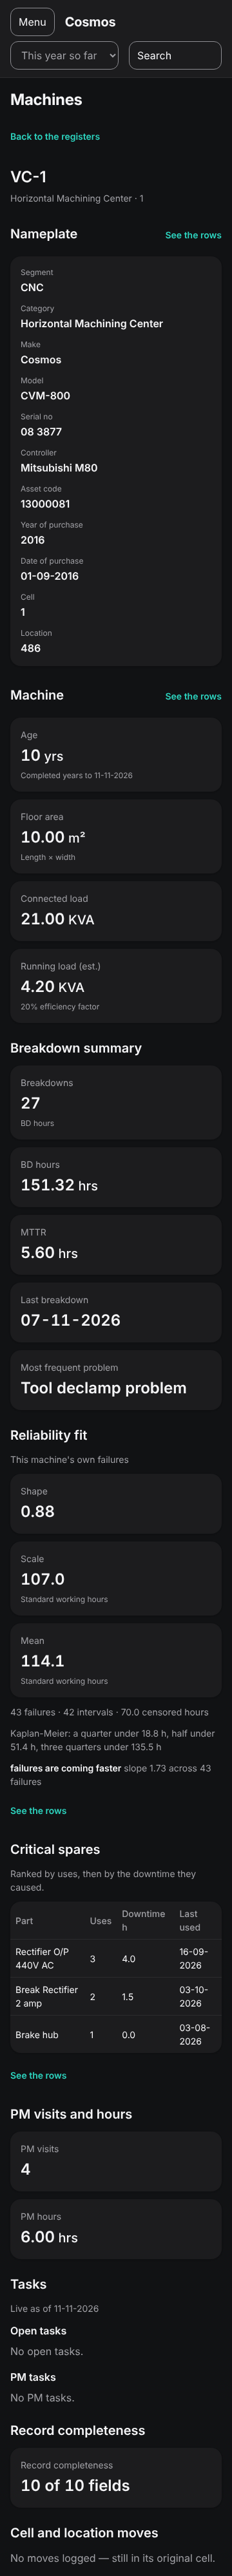 Menu
Cosmos
This year so far
Search
Machines
Back to the registers
VC-1
Horizontal Machining Center · 1
Nameplate
See the rows
Segment
CNC
Category
Horizontal Machining Center
Make
Cosmos
Model
CVM-800
Serial no
08 3877
Controller
Mitsubishi M80
Asset code
13000081
Year of purchase
2016
Date of purchase
01-09-2016
Cell
1
Location
486
Machine
See the rows
Age
10 yrs
Completed years to 11-11-2026
Floor area
10.00 m²
Length × width
Connected load
21.00 KVA
Running load (est.)
4.20 KVA
20% efficiency factor
Breakdown summary
Breakdowns
27
BD hours
BD hours
151.32 hrs
MTTR
5.60 hrs
Last breakdown
07-11-2026
Most frequent problem
Tool declamp problem
Reliability fit
This machine's own failures
Shape
0.88
Scale
107.0
Standard working hours
Mean
114.1
Standard working hours
43 failures · 42 intervals · 70.0 censored hours
Kaplan-Meier: a quarter under 18.8 h, half under
51.4 h, three quarters under 135.5 h
failures are coming faster slope 1.73 across 43
failures
See the rows
Critical spares
Ranked by uses, then by the downtime they
caused.
Part Uses Downtime h Last used
Rectifier O/P 440V AC 3 4.0 16-09-2026
Break Rectifier 2 amp 2 1.5 03-10-2026
Brake hub 1 0.0 03-08-2026
See the rows
PM visits and hours
PM visits
4
PM hours
6.00 hrs
Tasks
Live as of 11-11-2026
Open tasks
No open tasks.
PM tasks
No PM tasks.
Record completeness
Record completeness
10 of 10 fields
Cell and location moves
No moves logged — still in its original cell.